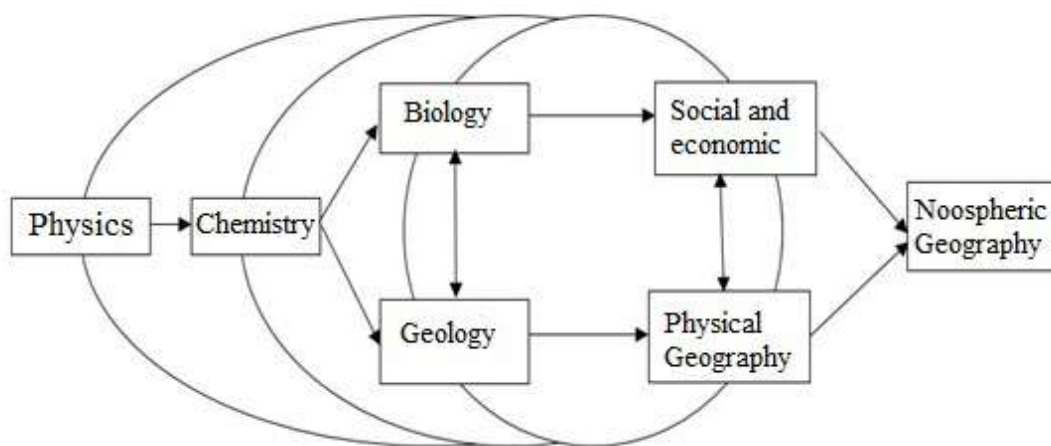 Physics
Chemistry
Biology
Geology
Social and
economic
Physical
Geography
Noospheric
Geography